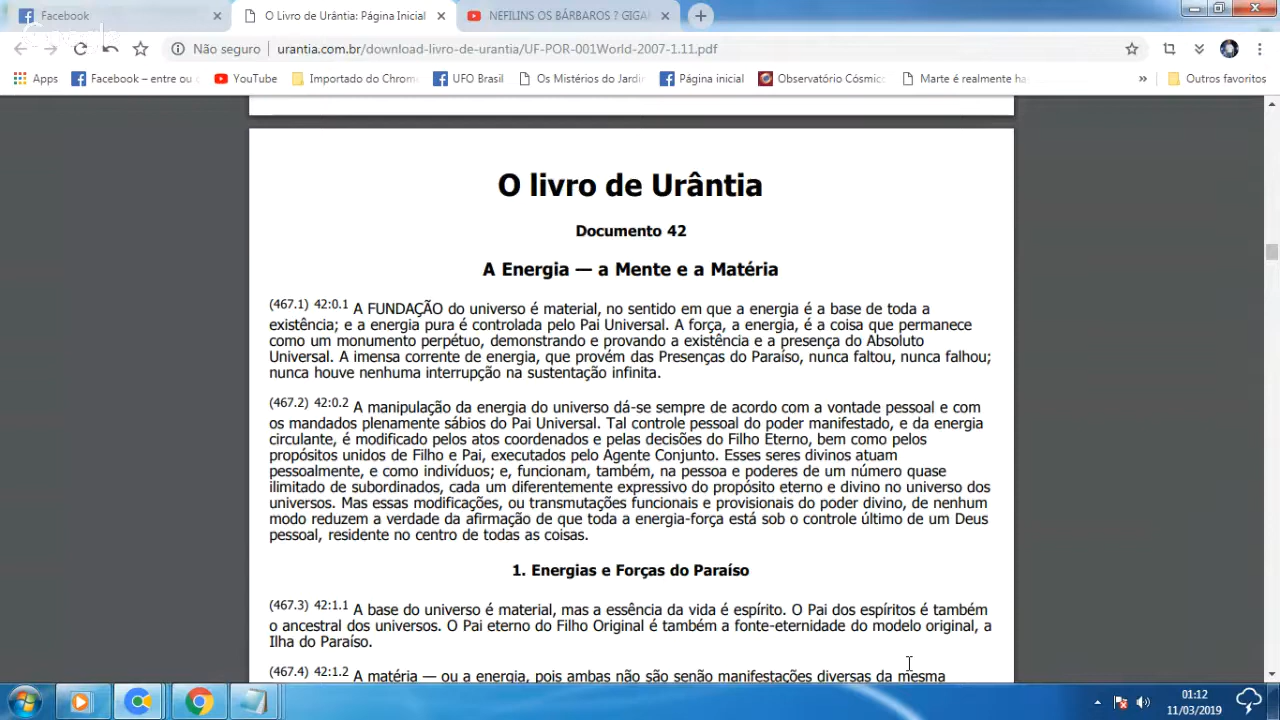 Facebook
O Livro de Urântia: Página Inicial
NEFILINS OS BÁRBAROS ? GIGA
Não seguro
urantia.com.br/download-livro-de-urantia/UF-POR-001World-2007-1.11.pdf
Apps
Facebook – entre ou c
YouTube
Importado do Chrom
UFO Brasil
Os Mistérios do Jardir
Página inicial
Observatório Cósmic
Marte é realmente ha
»
Outros favoritos
O livro de Urântia
Documento 42
A Energia — a Mente e a Matéria
(467.1) 42:0.1 A FUNDAÇÃO do universo é material, no sentido em que a energia é a base de toda a
existência; e a energia pura é controlada pelo Pai Universal. A força, a energia, é a coisa que permanece
como um monumento perpétuo, demonstrando e provando a existência e a presença do Absoluto
Universal. A imensa corrente de energia, que provém das Presenças do Paraíso, nunca faltou, nunca falhou;
nunca houve nenhuma interrupção na sustentação infinita.
(467.2) 42:0.2 A manipulação da energia do universo dá-se sempre de acordo com a vontade pessoal e com
os mandados plenamente sábios do Pai Universal. Tal controle pessoal do poder manifestado, e da energia
circulante, é modificado pelos atos coordenados e pelas decisões do Filho Eterno, bem como pelos
propósitos unidos de Filho e Pai, executados pelo Agente Conjunto. Esses seres divinos atuam
pessoalmente, e como indivíduos; e, funcionam, também, na pessoa e poderes de um número quase
ilimitado de subordinados, cada um diferentemente expressivo do propósito eterno e divino no universo dos
universos. Mas essas modificações, ou transmutações funcionais e provisionais do poder divino, de nenhum
modo reduzem a verdade da afirmação de que toda a energia-força está sob o controle último de um Deus
pessoal, residente no centro de todas as coisas.
1. Energias e Forças do Paraíso
(467.3) 42:1.1 A base do universo é material, mas a essência da vida é espírito. O Pai dos espíritos é também
o ancestral dos universos. O Pai eterno do Filho Original é também a fonte-eternidade do modelo original, a
Ilha do Paraíso.
(467.4) 42:1.2 A matéria — ou a energia, pois ambas não são senão manifestações diversas da mesma
01:12
11/03/2019